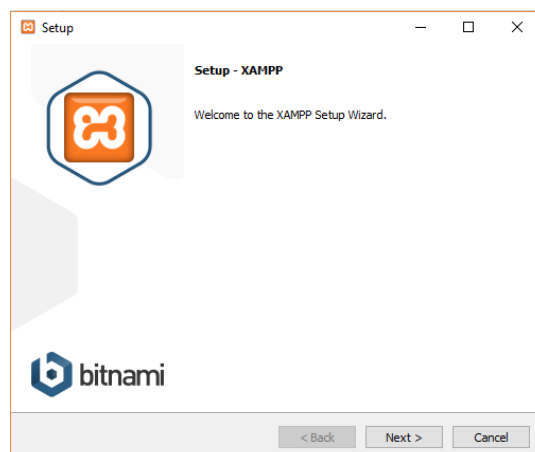 Setup
Setup - XAMPP
Welcome to the XAMPP Setup Wizard.
bitnami
< Back
Next >
Cancel